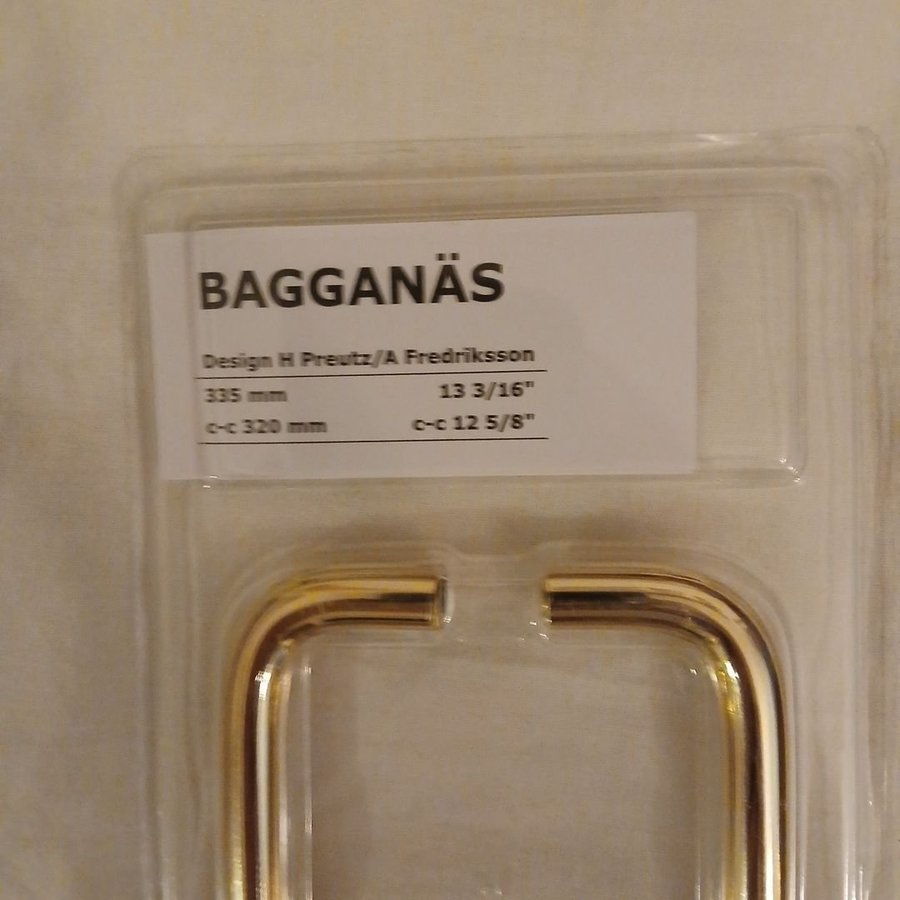 BAGGANÄS
Design H Preutz/A Fredriksson
335 mm 13 3/16"
c-c 320 mm c-c 12 5/8"